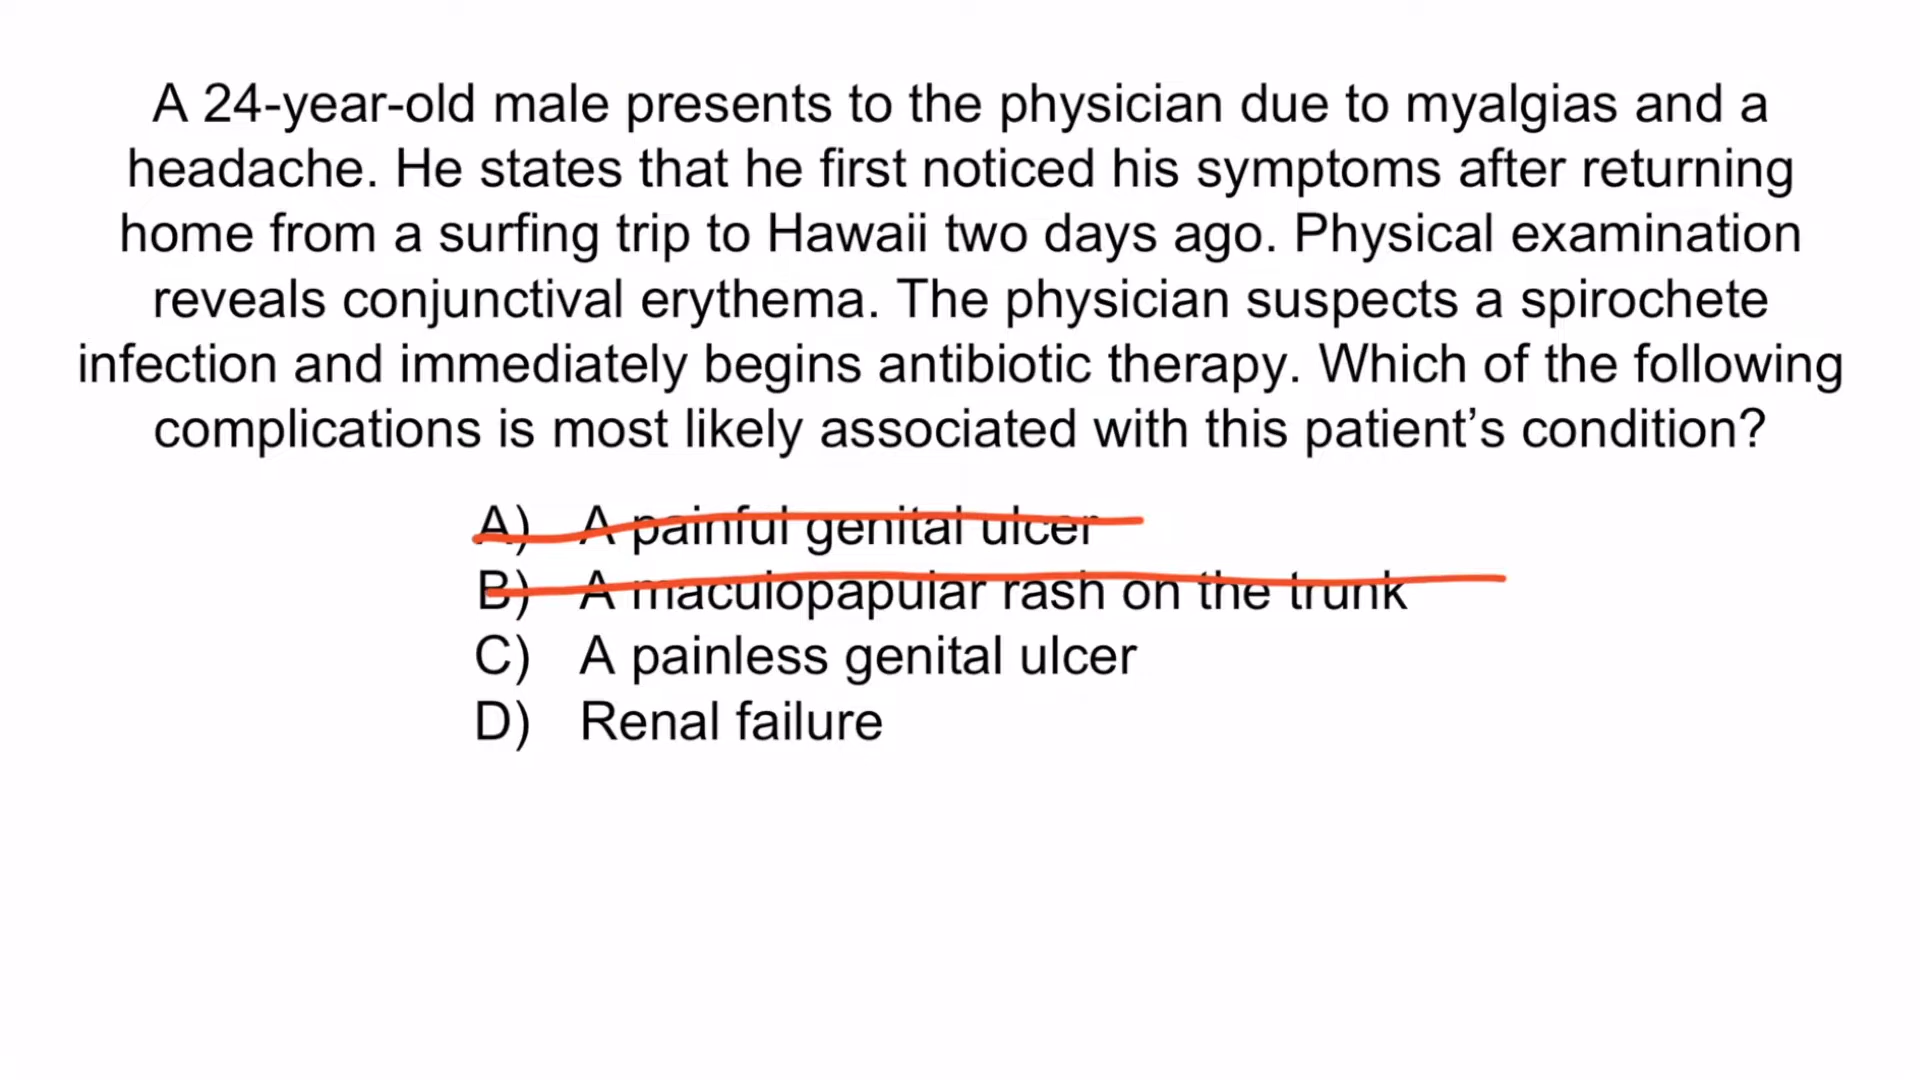 A 24-year-old male presents to the physician due to myalgias and a
headache. He states that he first noticed his symptoms after returning
home from a surfing trip to Hawaii two days ago. Physical examination
reveals conjunctival erythema. The physician suspects a spirochete
infection and immediately begins antibiotic therapy. Which of the following
complications is most likely associated with this patient’s condition?
A) A painful genital ulcer
B) A maculopapular rash on the trunk
C) A painless genital ulcer
D) Renal failure